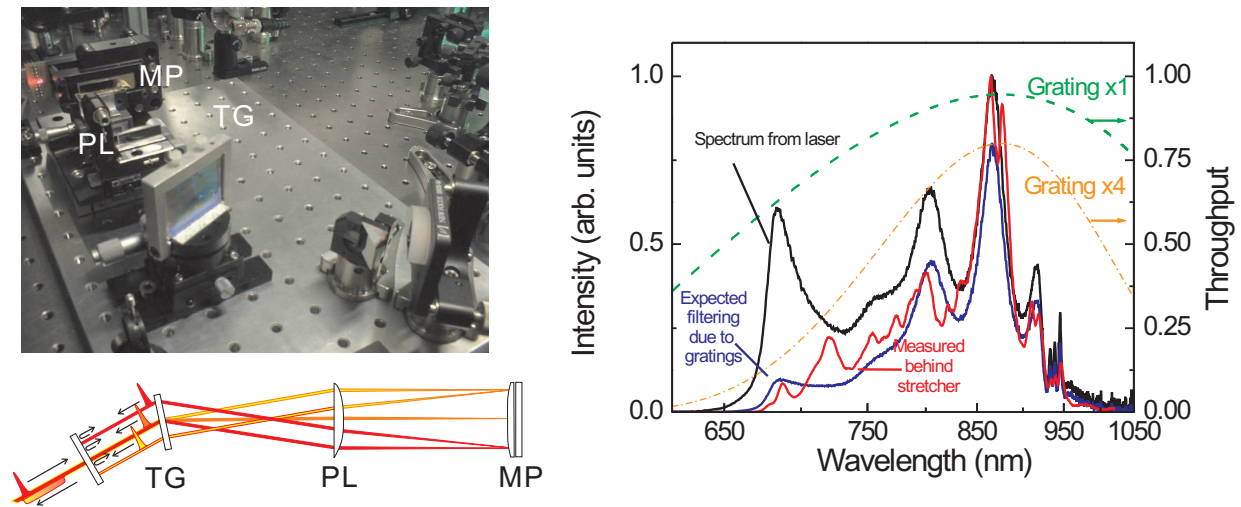 MP
TG
PL
TG
PL
MP
Intensity (arb. units)
1.0
0.5
0.0
Spectrum from laser
Expected
filtering
due to
gratings
Measured
behind
stretcher
Grating x1
Grating x4
1.00
0.75
0.50
0.25
0.00
Throughput
650
750
850
950
1050
Wavelength (nm)